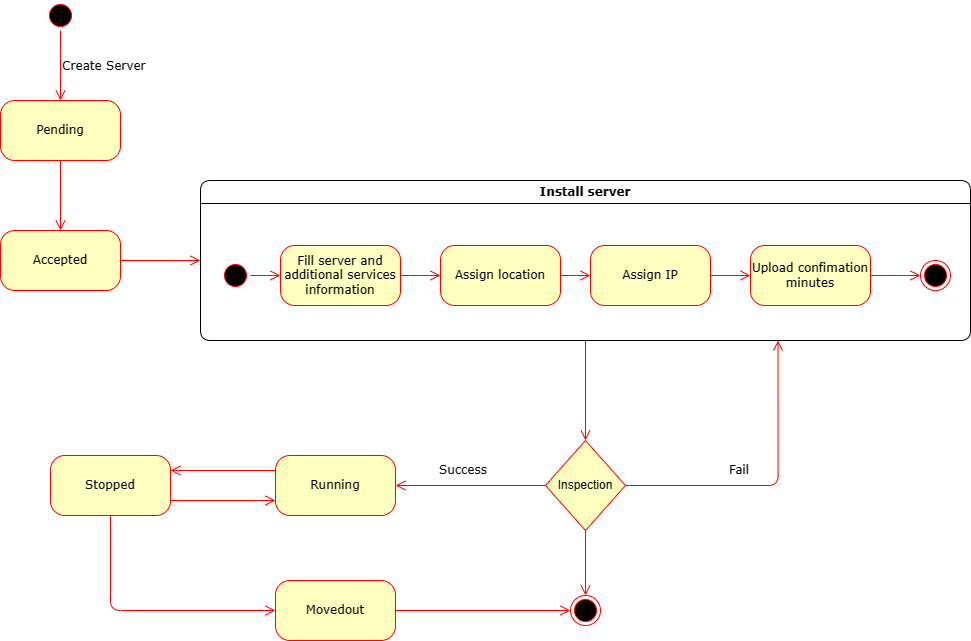 Create Server
Pending
Install server
Accepted
Fill server and
additional services
information
Assign location
Assign IP
Upload confimation
minutes
Success
Fail
Stopped
Running
Inspection
Movedout